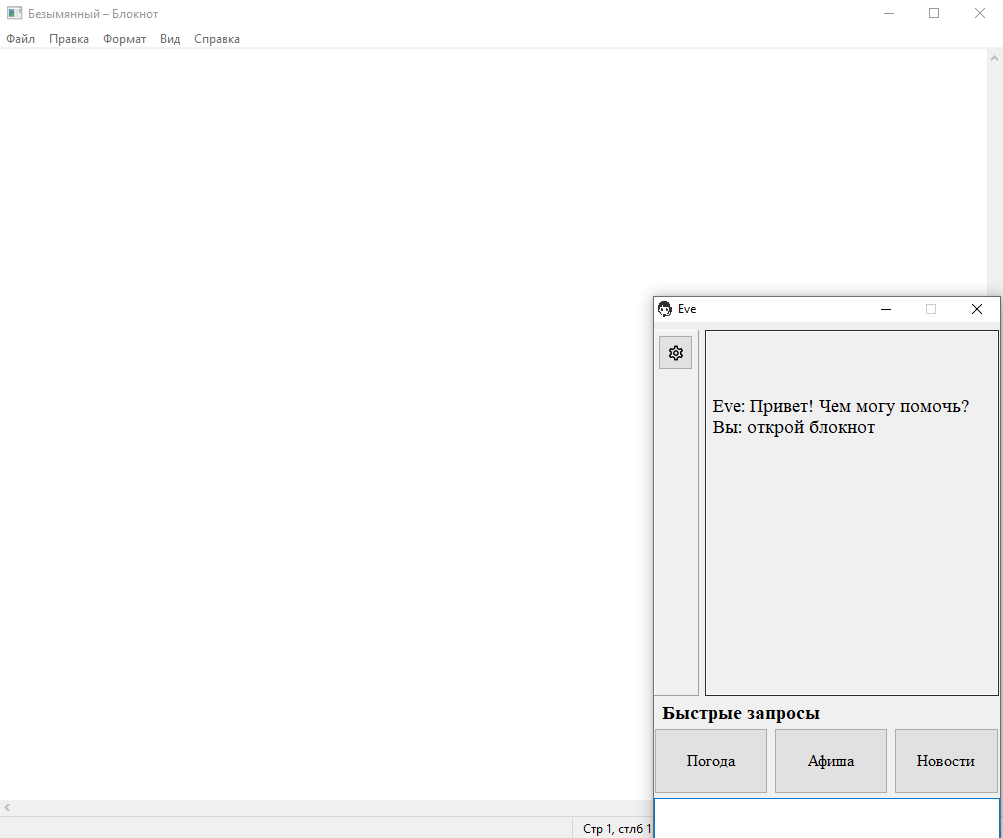 Безымянный – Блокнот
Файл Правка Формат Вид Справка
Eve
Eve: Привет! Чем могу помочь?
Вы: открой блокнот
Быстрые запросы
Погода Афиша Новости
Стр 1, стлб 1